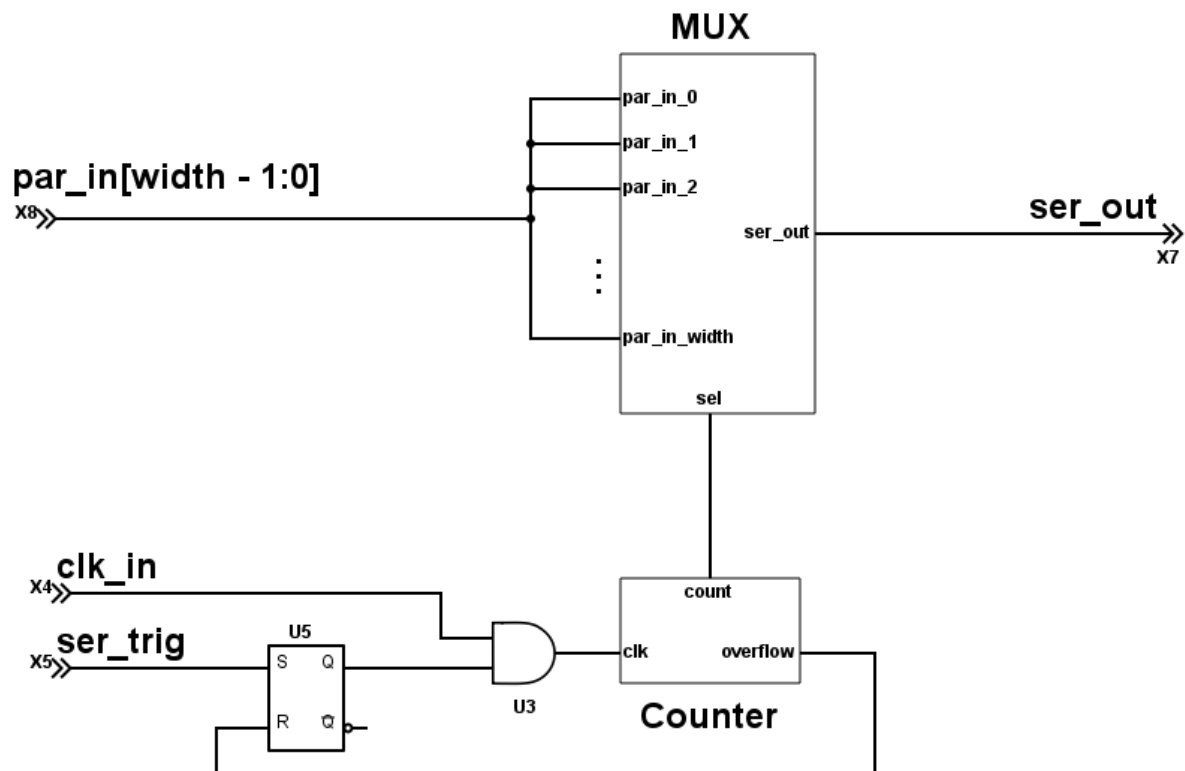 MUX
par_in_0
par_in_1
par_in[width - 1:0]
par_in_2
X8
ser_out
ser_out
X7
par_in_width
sel
clk_in
X4
count
ser_trig
U5
X5
S Q
clk
overflow
U3
R Q
Counter